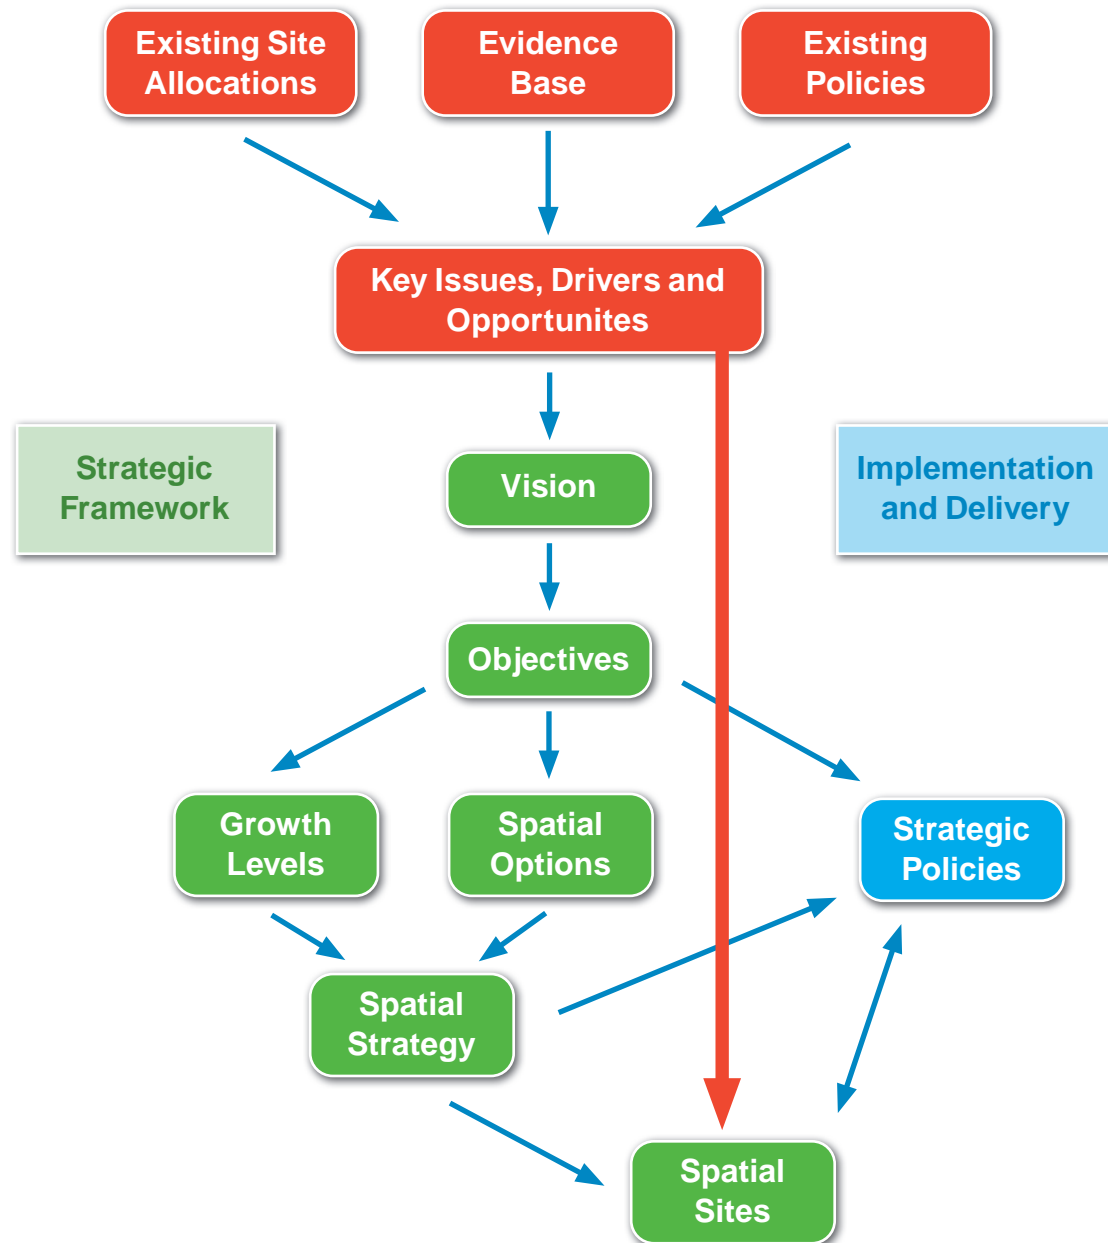 Existing Site
Allocations
Evidence
Base
Existing
Policies
Key Issues, Drivers and
Opportunites
Strategic
Framework
Vision
Implementation
and Delivery
Objectives
Growth
Levels
Spatial
Options
Strategic
Policies
Spatial
Strategy
Spatial
Sites